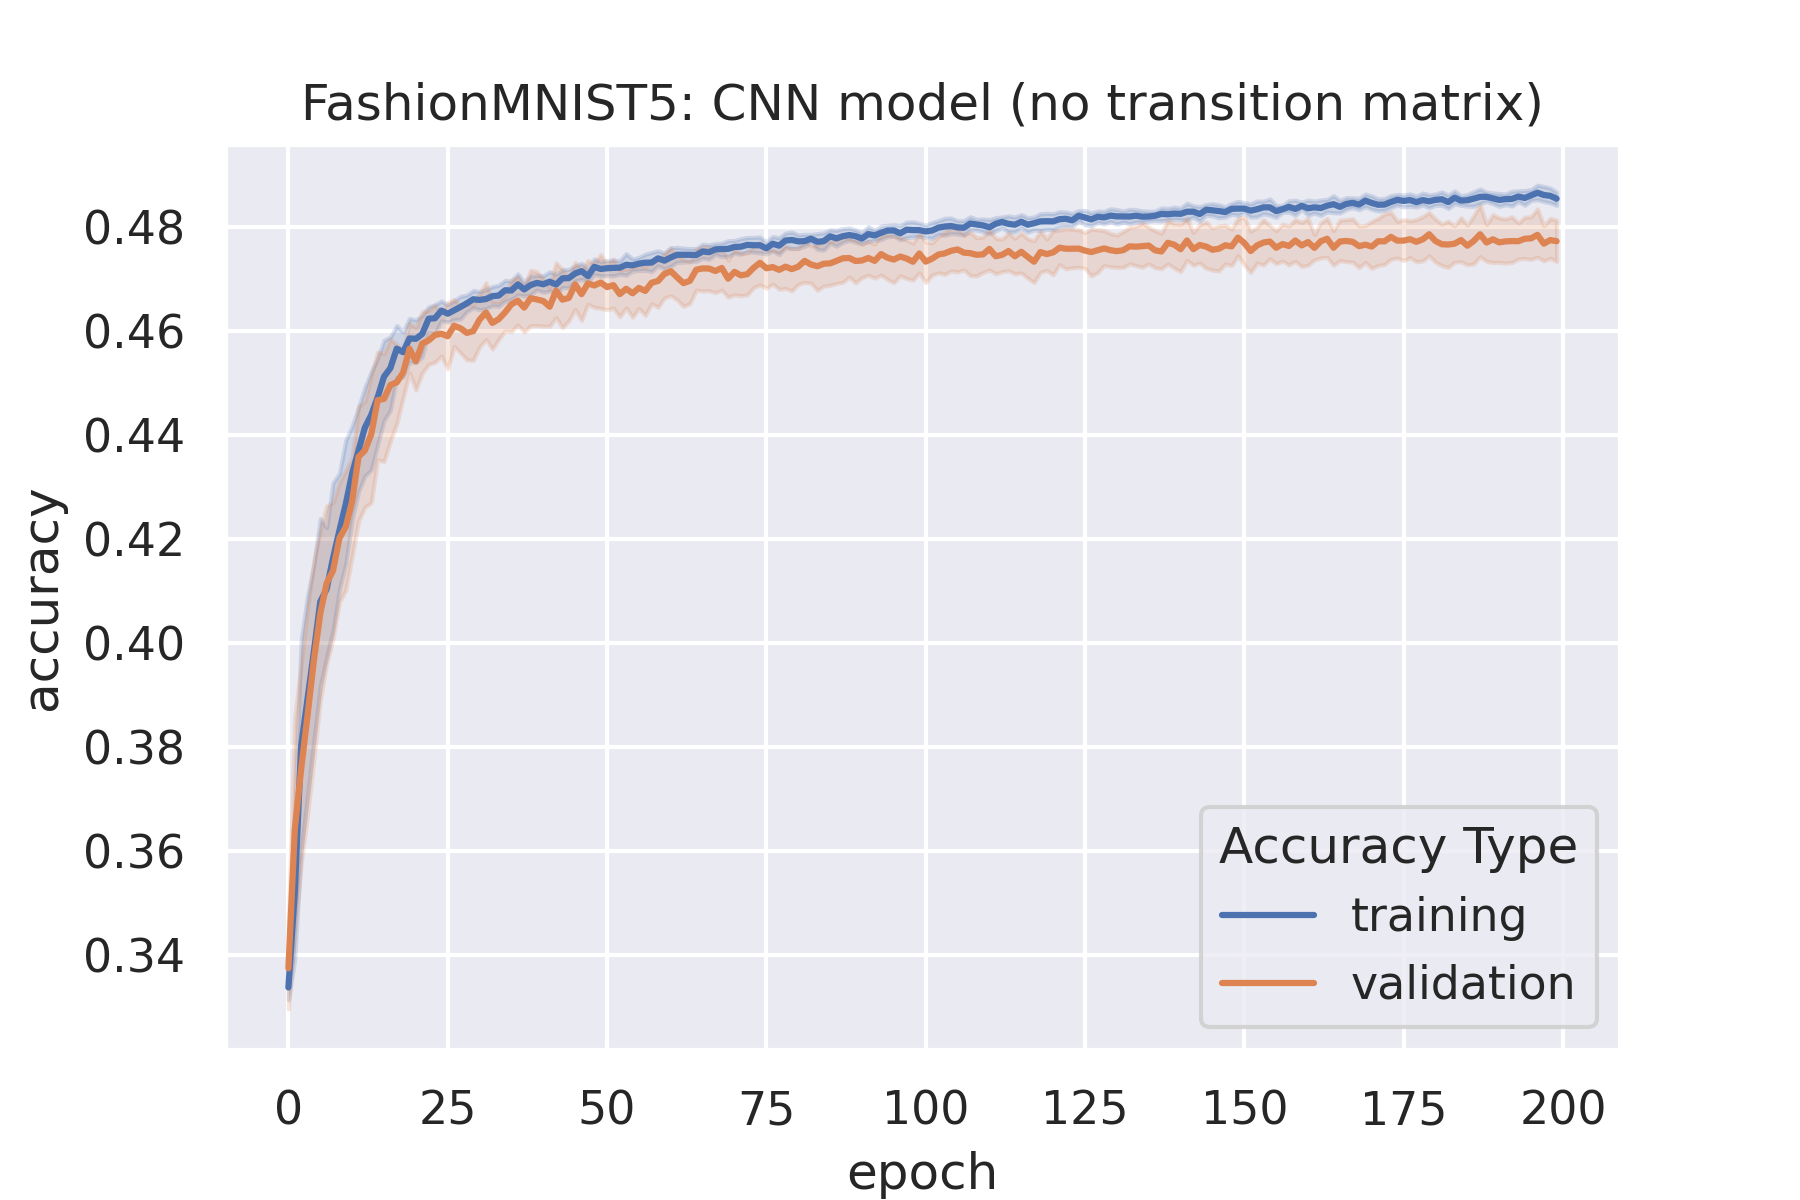 FashionMNIST5: CNN model (no transition matrix)
accuracy
0.48
0.46
0.44
0.42
0.40
0.38
0.36
0.34
Accuracy Type
training
validation
0 25 50 75 100 125 150 175 200
epoch